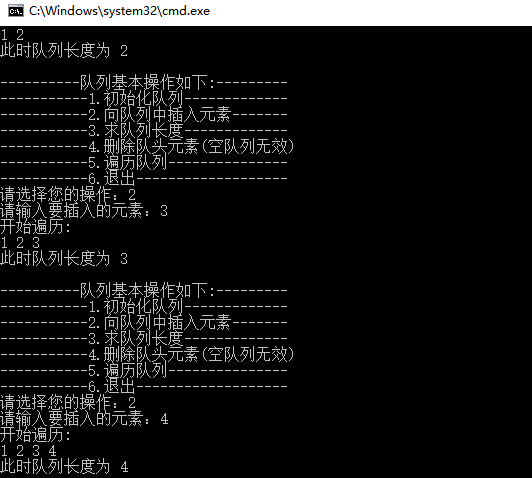 C:\Windows\system32\cmd.exe
1 2
此时队列长度为 2
----------队列基本操作如下:---------
-----------1.初始化队列-------------
-----------2.向队列中插入元素-------
-----------3.求队列长度-------------
-----------4.删除队头元素(空队列无效)
-----------5.遍历队列---------------
-----------6.退出-------------------
请选择您的操作：2
请输入要插入的元素：3
开始遍历:
1 2 3
此时队列长度为 3
----------队列基本操作如下:---------
-----------1.初始化队列-------------
-----------2.向队列中插入元素-------
-----------3.求队列长度-------------
-----------4.删除队头元素(空队列无效)
-----------5.遍历队列---------------
-----------6.退出-------------------
请选择您的操作：2
请输入要插入的元素：4
开始遍历:
1 2 3 4
此时队列长度为 4